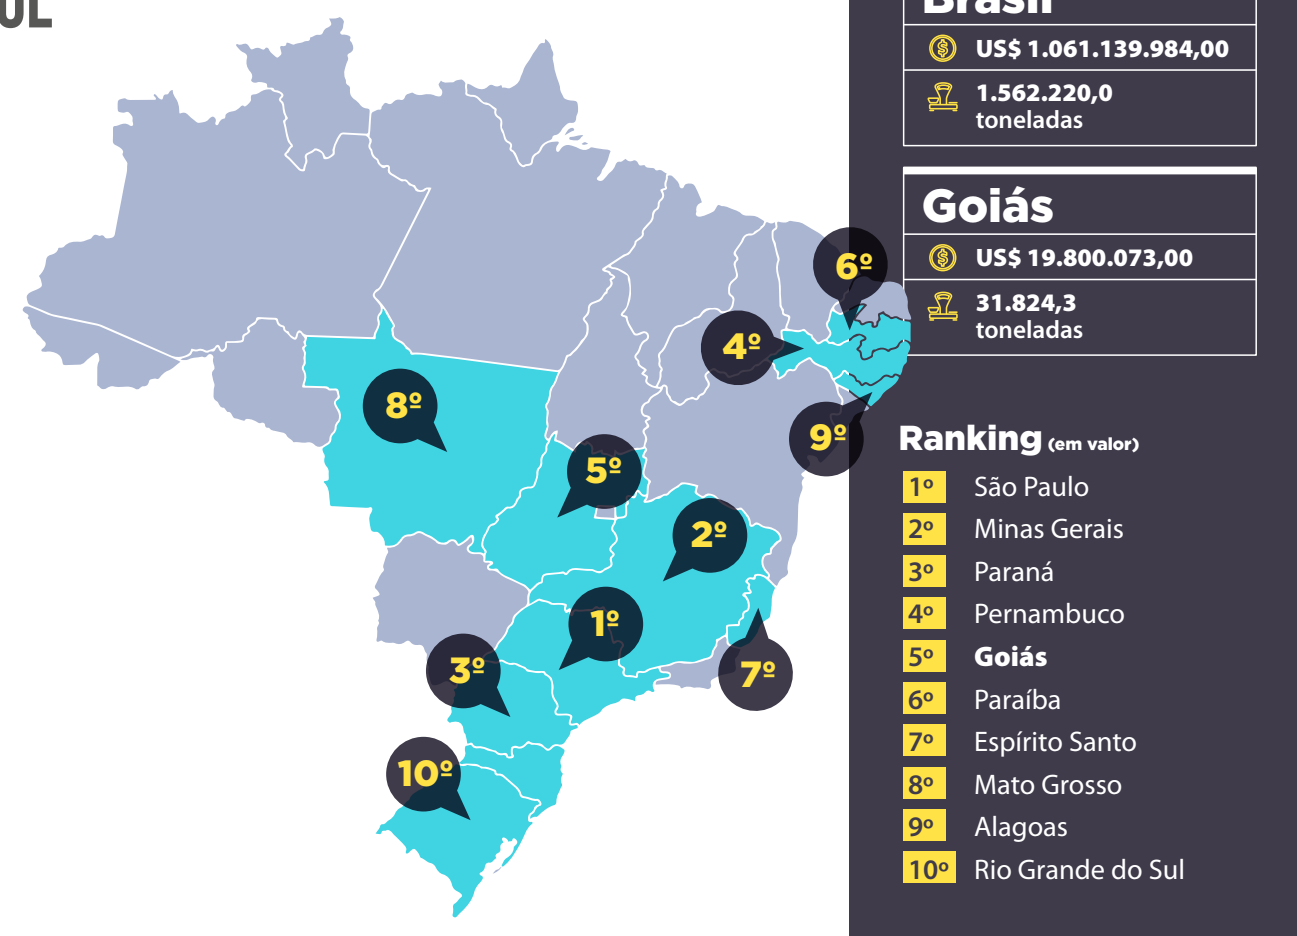 UL
6º
4º
8º
9º
5º
2º
1º
3º
7º
10º
Brasil
US$ 1.061.139.984,00
1.562.220,0
toneladas
Goiás
US$ 19.800.073,00
31.824,3
toneladas
Ranking (em valor)
1º São Paulo
2º Minas Gerais
3º Paraná
4º Pernambuco
5º Goiás
6º Paraíba
7º Espírito Santo
8º Mato Grosso
9º Alagoas
10º Rio Grande do Sul